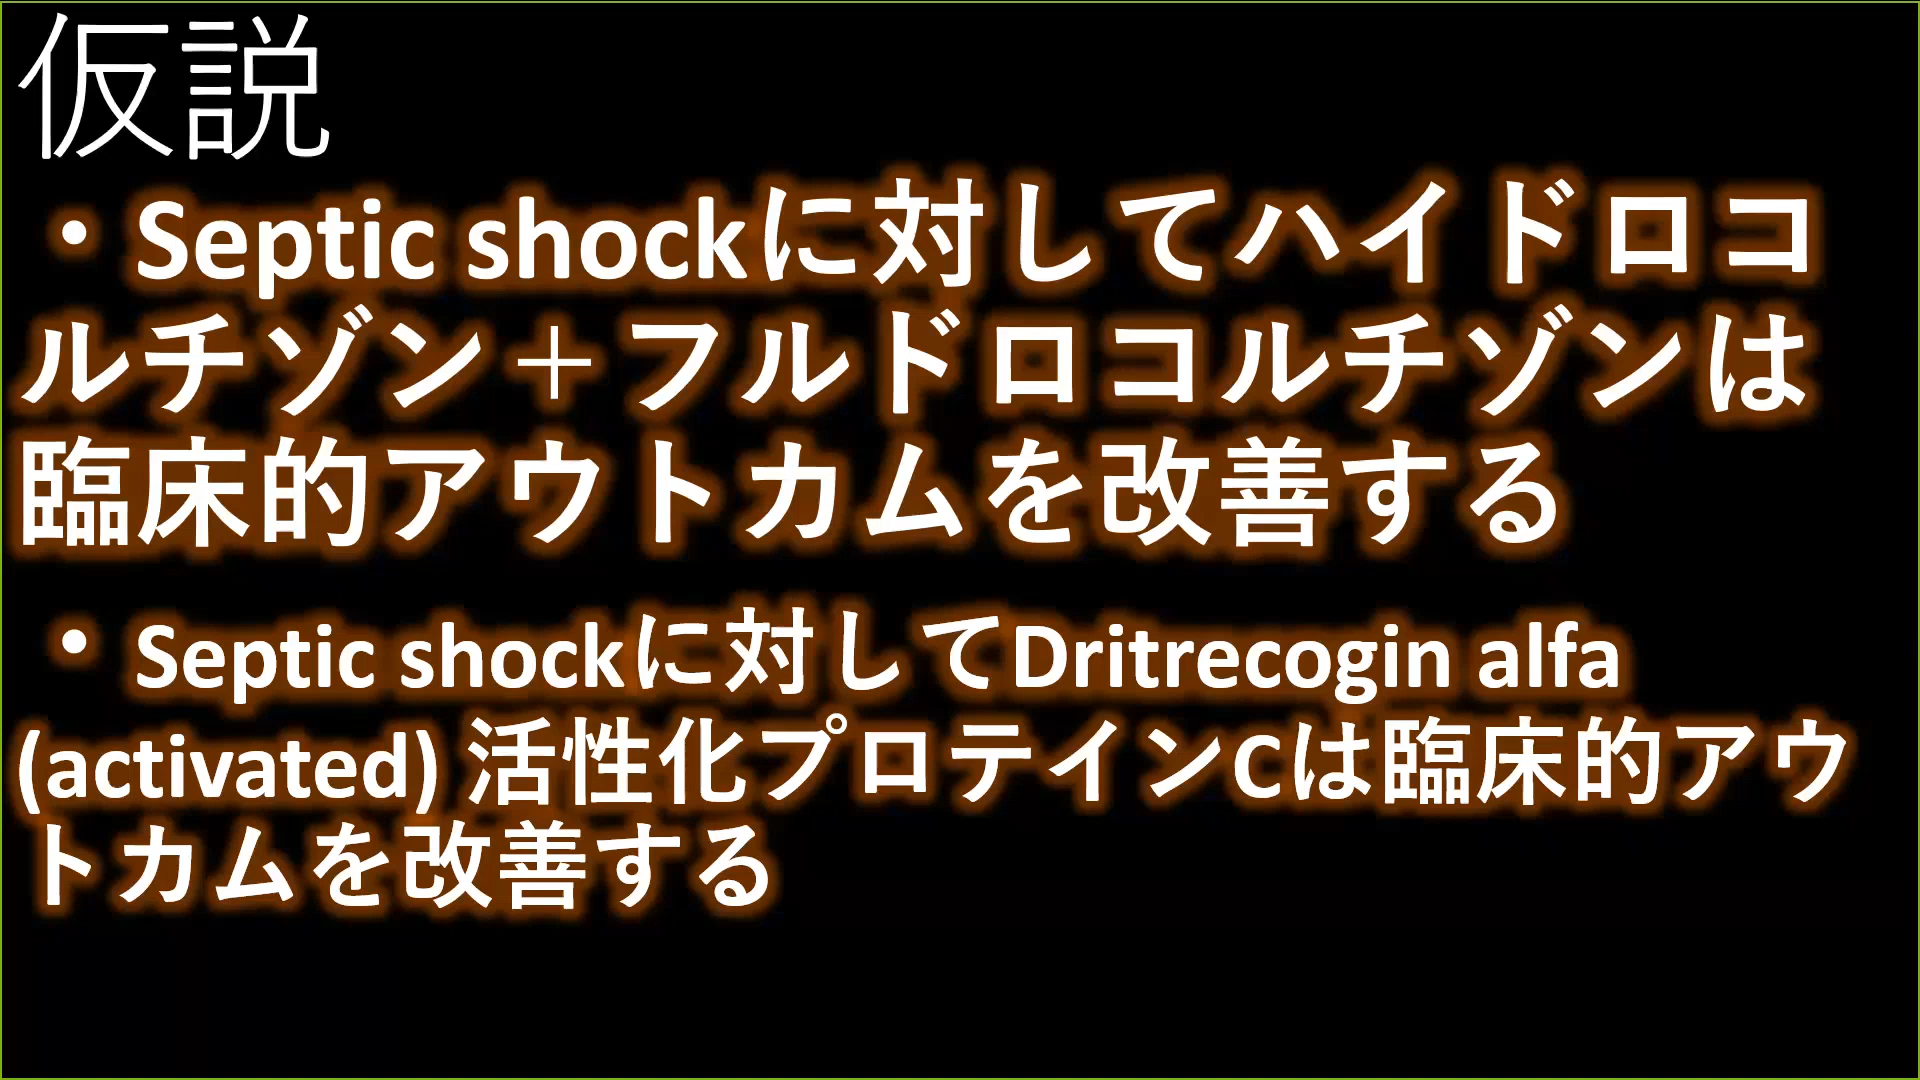 仮説
・Septic shockに対してハイドロコ
ルチゾン＋フルドロコルチゾンは
臨床的アウトカムを改善する
・Septic shockに対してDritrecogin alfa
(activated) 活性化プロテインCは臨床的アウ
トカムを改善する